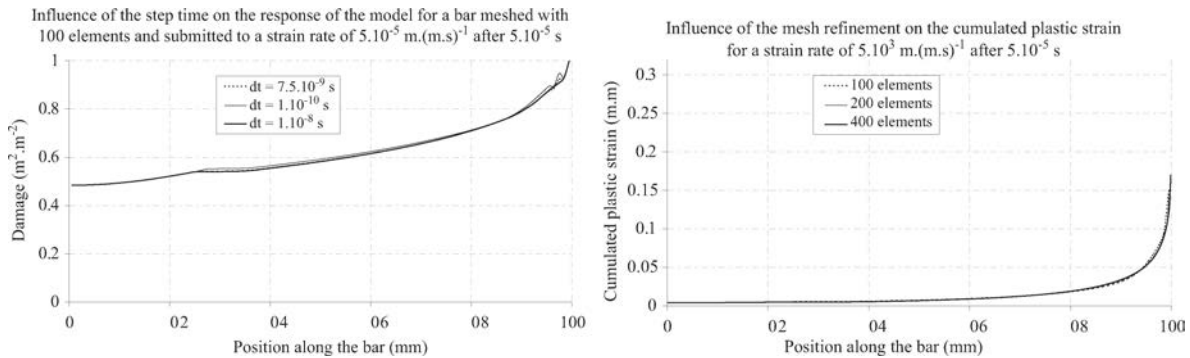 Influence of the step time on the response of the model for a bar meshed with
100 elements and submitted to a strain rate of 5.10⁻⁵ m.(m.s)⁻¹ after 5.10⁻⁵ s
1
0.8
0.6
0.4
0.2
0
Damage (m².m⁻²)
dt = 7.5.10⁻⁹ s
dt = 1.10⁻¹⁰ s
dt = 1.10⁻⁸ s
0 02 04 06 08 100
Position along the bar (mm)
Influence of the mesh refinement on the cumulated plastic strain
for a strain rate of 5.10³ m.(m.s)⁻¹ after 5.10⁻⁵ s
0.3
0.25
0.2
0.15
0.1
0.05
0
Cumulated plastic strain (m.m)
100 elements
200 elements
400 elements
0 02 04 06 08 100
Position along the bar (mm)